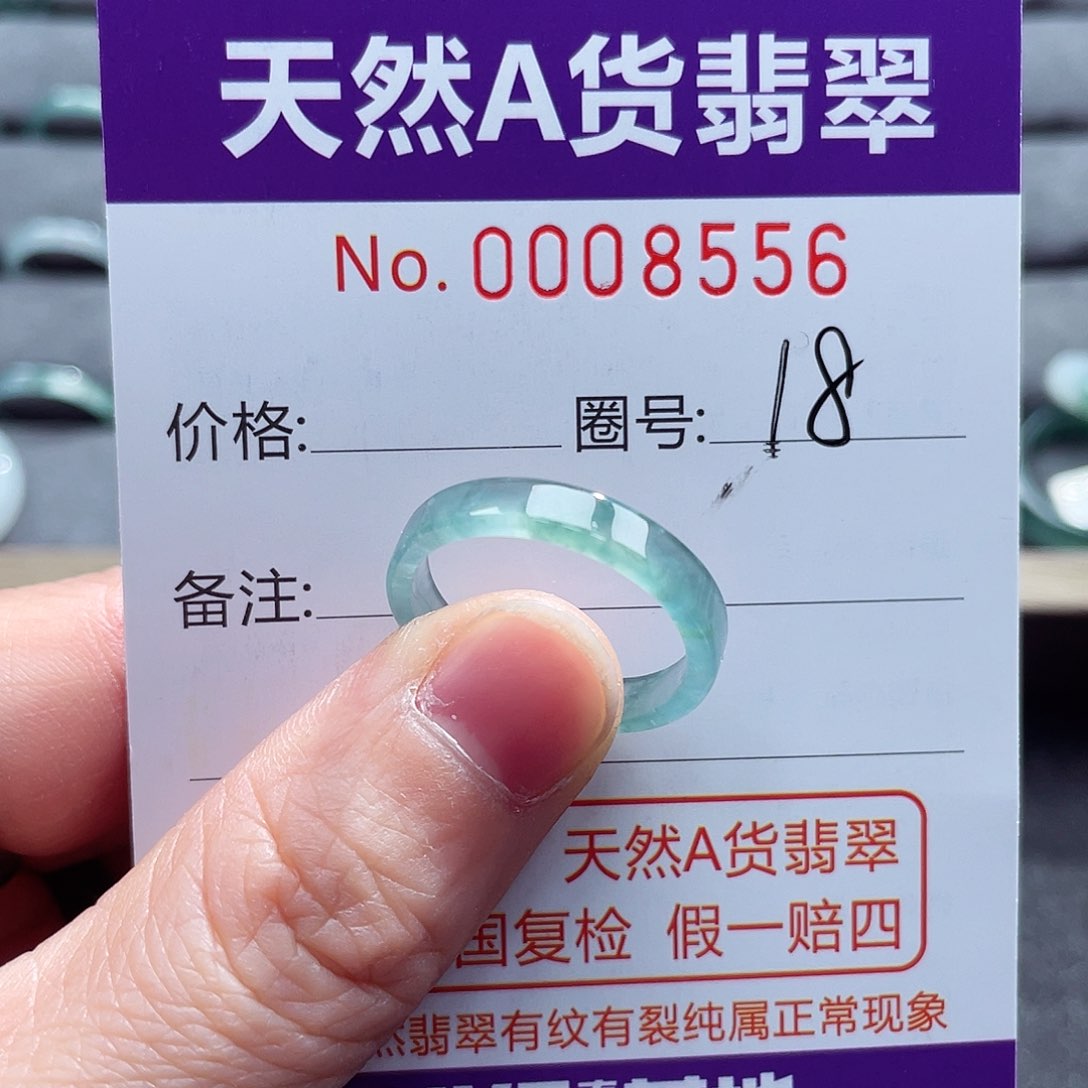 天然A货翡翠
No. 0008556
价格: 圈号: 18
备注:
天然A货翡翠
国复检 假一赔四
然翡翠有纹有裂纯属正常现象